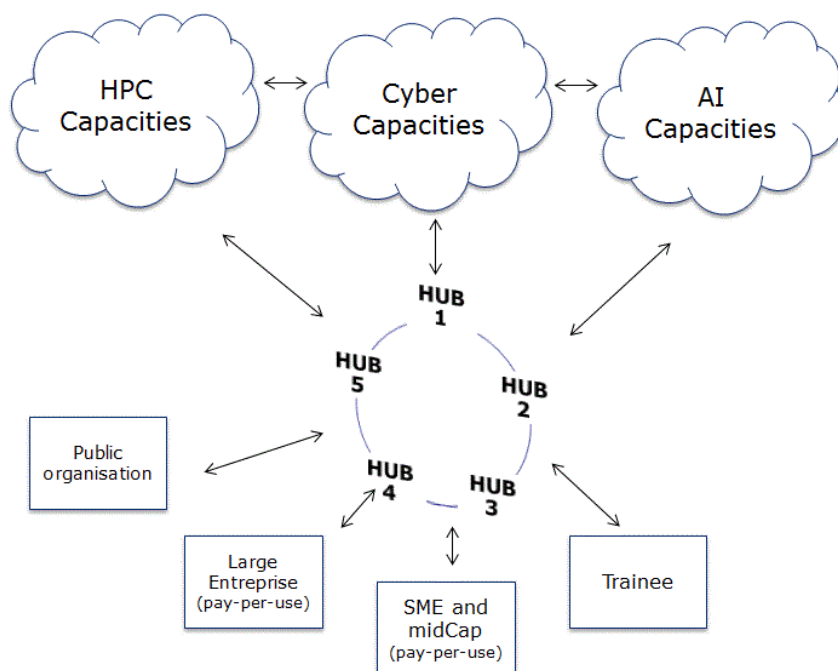 HPC
Capacities
Cyber
Capacities
AI
Capacities
HUB
1
HUB
5
HUB
2
HUB
4
HUB
3
Public
organisation
Large
Entreprise
(pay-per-use)
SME and
midCap
(pay-per-use)
Trainee